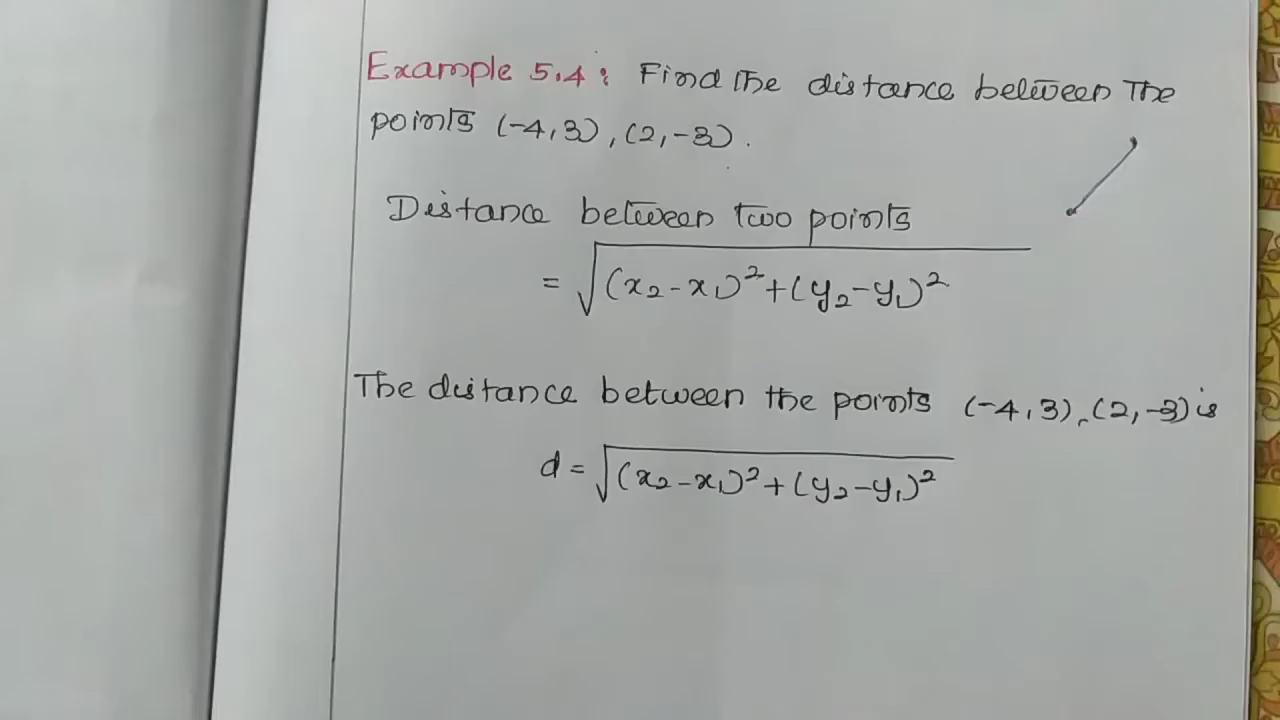 Example 5.4 : Find the distance between the
points (-4,3), (2,-3).
Distance between two points
= √(x₂-x₁)²+(y₂-y₁)²
The distance between the points (-4,3), (2,-3) is
d = √(x₂-x₁)²+(y₂-y₁)²